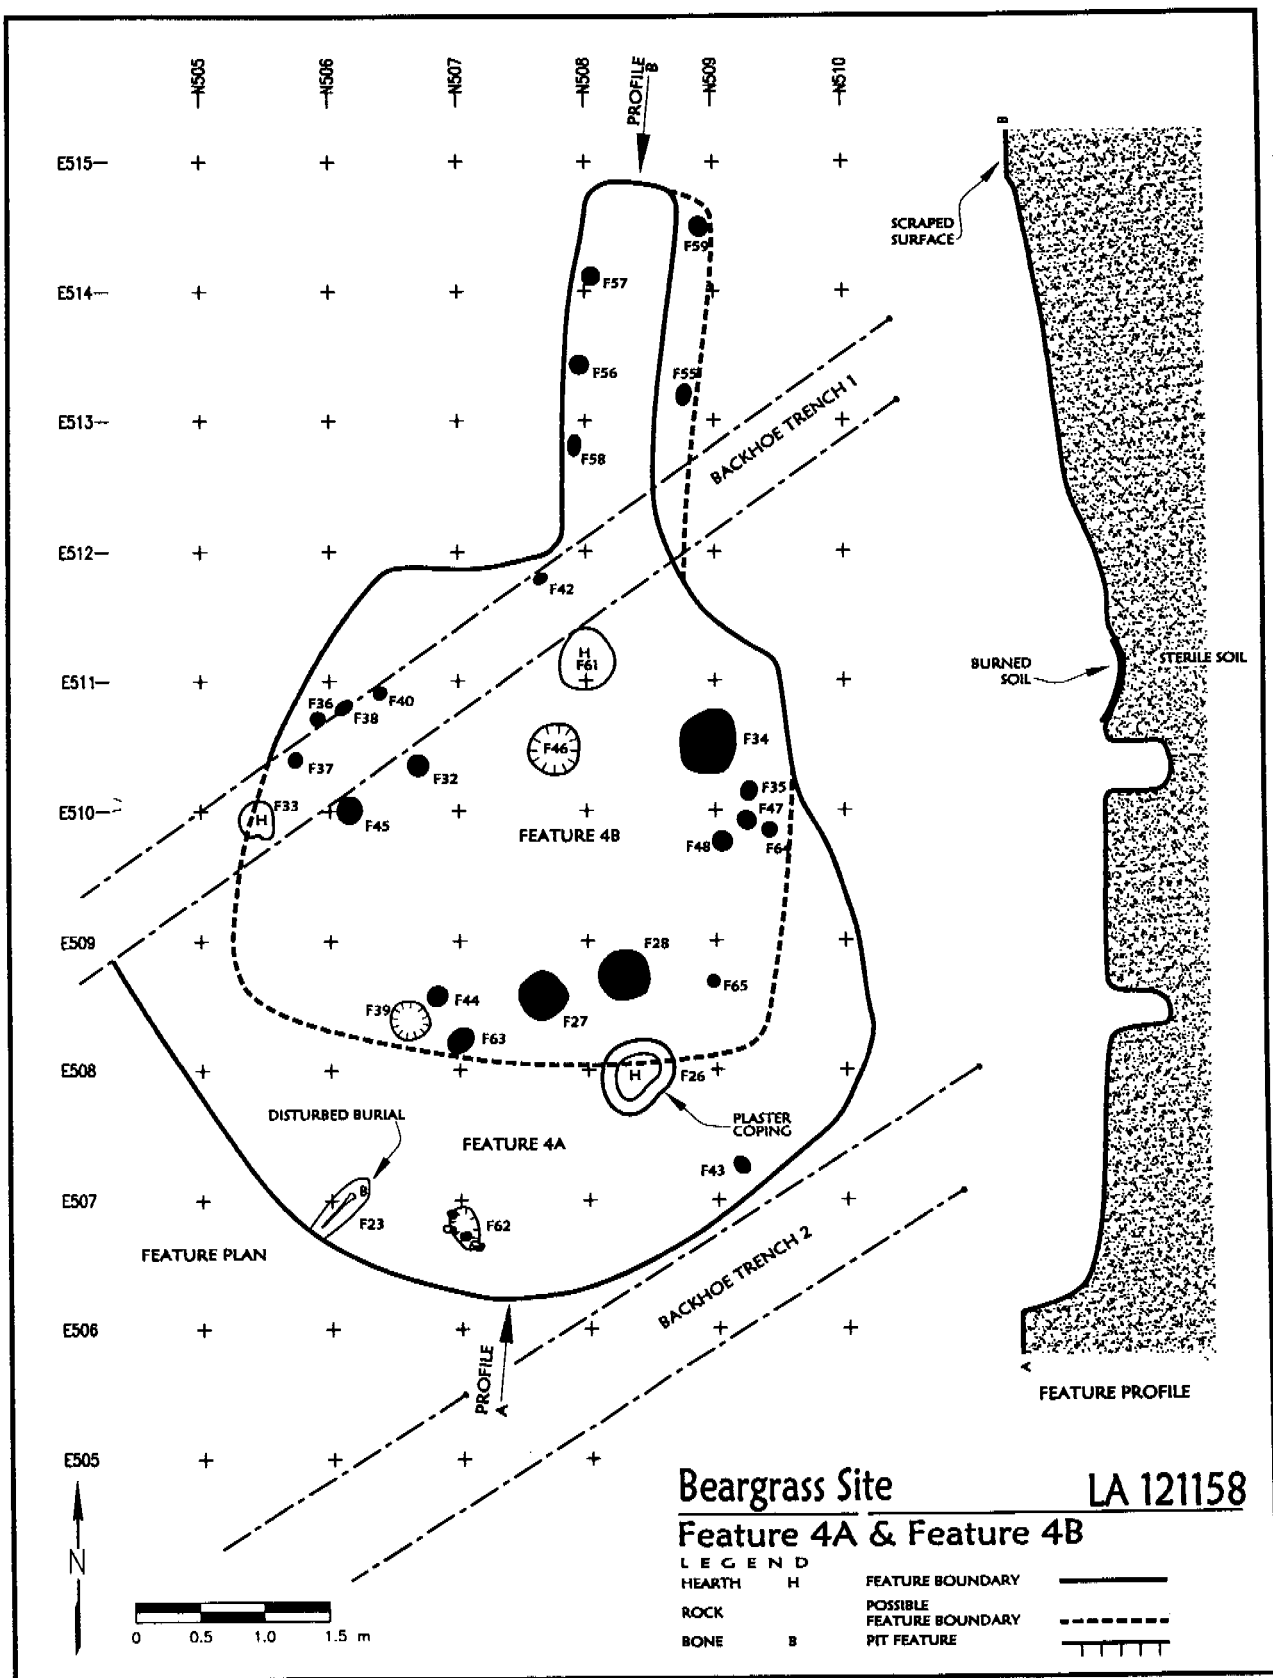 N505
N506
N507
N508
N509
N510
PROFILE
B
E515
E514
E513
E512
E511
E510
E509
E508
E507
E506
E505
F59
F57
F56
F55
F58
BACKHOE TRENCH 1
F42
H
F61
F36
F38
F40
F37
F32
F46
F34
F33
H
F45
F35
F47
F48
F64
FEATURE 4B
F28
F44
F39
F27
F65
F63
H
F26
PLASTER
COPING
DISTURBED BURIAL
FEATURE 4A
F43
B
F23
F62
FEATURE PLAN
BACKHOE TRENCH 2
PROFILE
A
B
SCRAPED
SURFACE
BURNED
SOIL
STERILE SOIL
A
FEATURE PROFILE
N
0 0.5 1.0 1.5 m
Beargrass Site LA 121158
Feature 4A & Feature 4B
LEGEND
HEARTH H FEATURE BOUNDARY
ROCK POSSIBLE
FEATURE BOUNDARY
BONE B PIT FEATURE